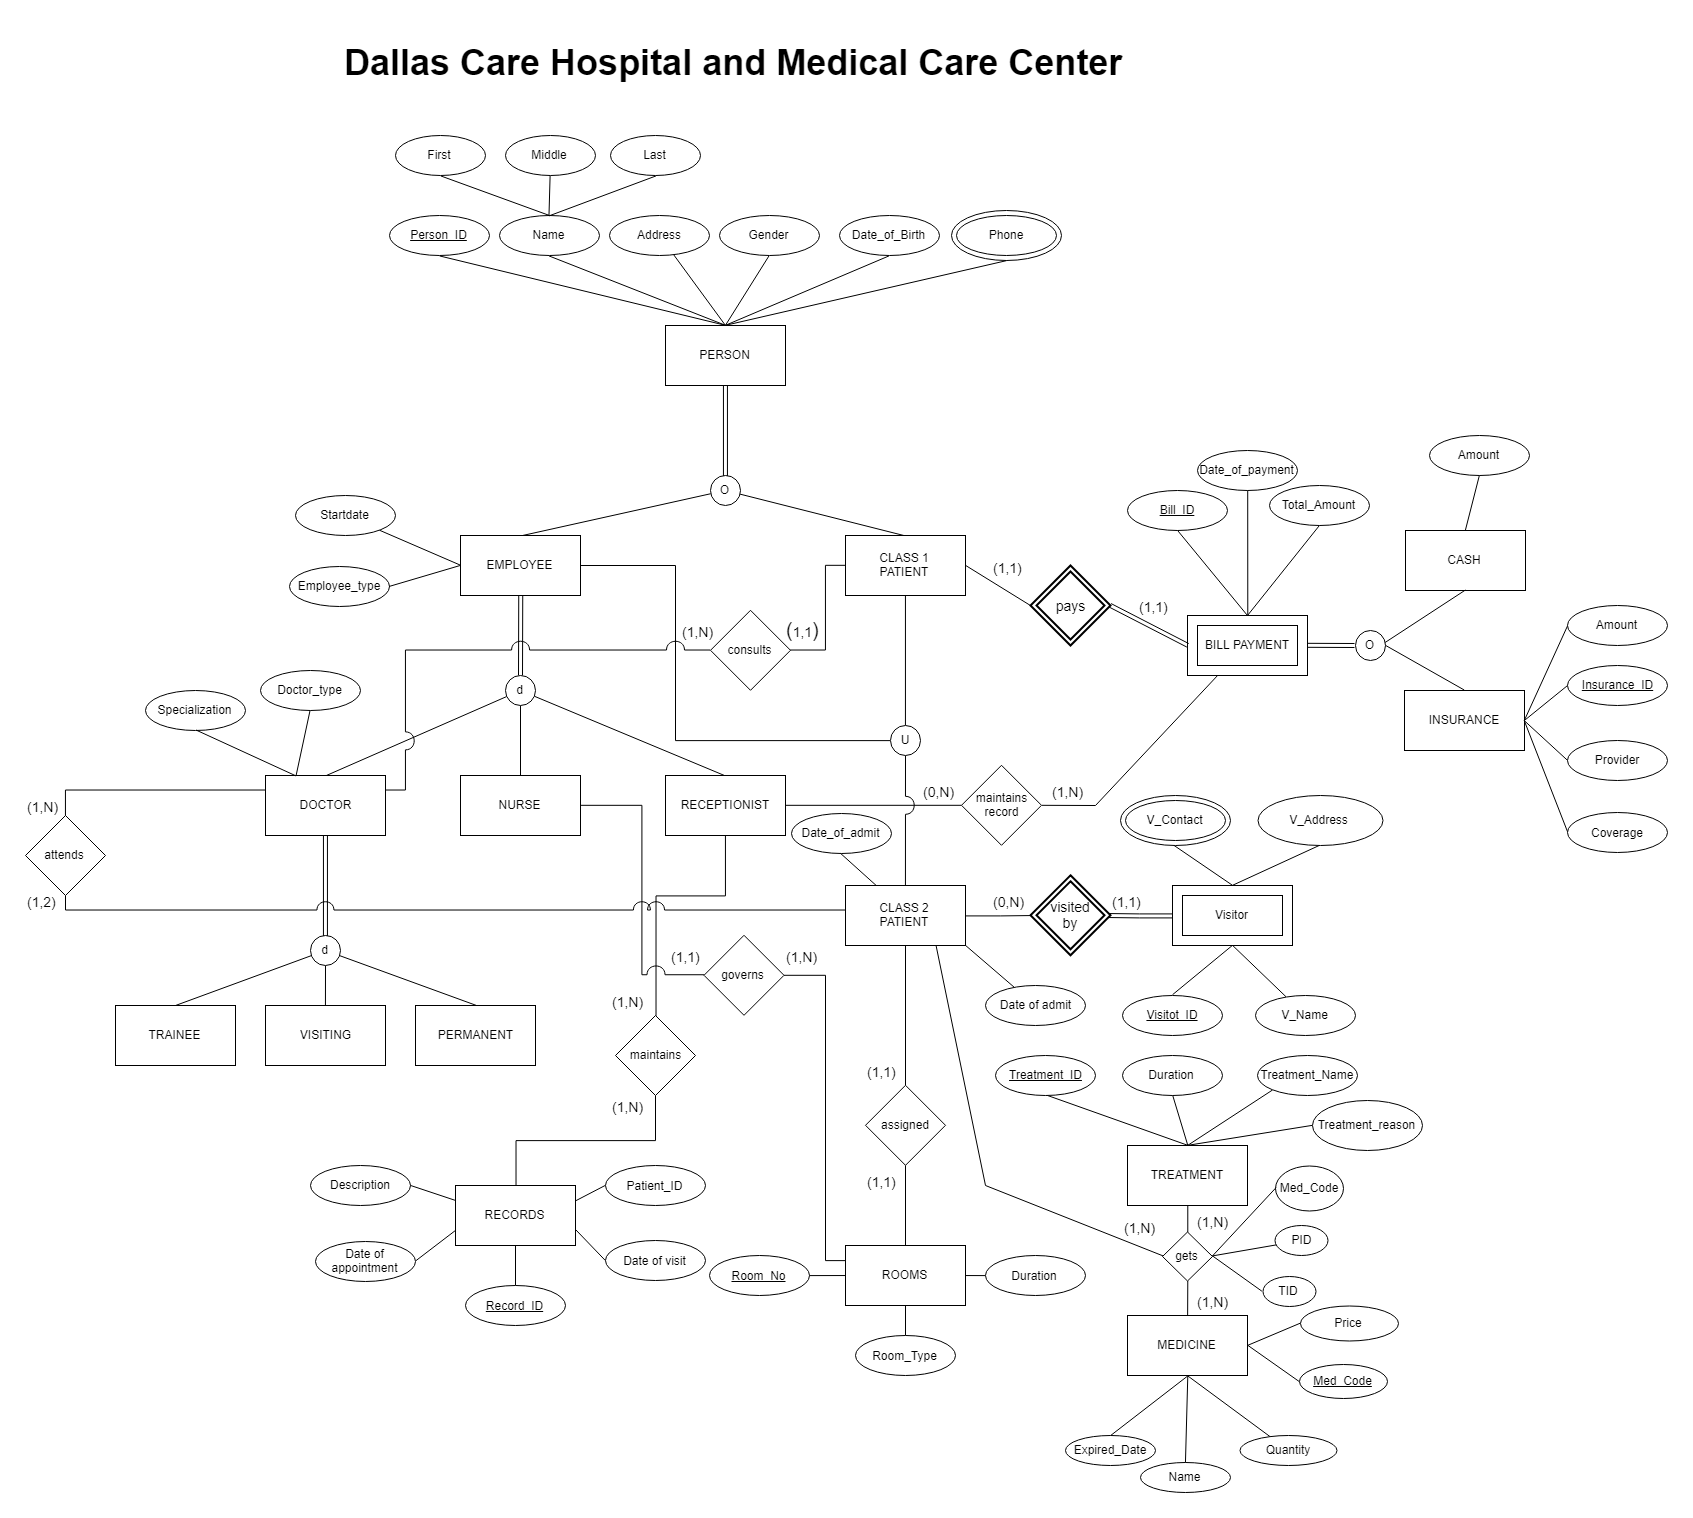 Dallas Care Hospital and Medical Care Center
First
Middle
Last
Person_ID
Name
Address
Gender
Date_of_Birth
Phone
PERSON
O
Startdate
Employee_type
EMPLOYEE
CLASS 1
PATIENT
(1,1)
pays
(1,1)
Bill_ID
Date_of_payment
Total_Amount
BILL PAYMENT
O
Amount
CASH
INSURANCE
Amount
Insurance_ID
Provider
Coverage
(1,N)
consults
(1,1)
d
Specialization
Doctor_type
U
DOCTOR
NURSE
RECEPTIONIST
(0,N)
maintains
record
(1,N)
(1,N)
attends
(1,2)
Date_of_admit
CLASS 2
PATIENT
(0,N)
visited
by
(1,1)
V_Contact
V_Address
Visitor
Visitot_ID
V_Name
Date of admit
d
TRAINEE
VISITING
PERMANENT
(1,1)
governs
(1,N)
(1,N)
maintains
(1,N)
(1,1)
assigned
(1,1)
Treatment_ID
Duration
Treatment_Name
Treatment_reason
TREATMENT
Description
Patient_ID
RECORDS
Date of
appointment
Date of visit
Record_ID
Room_No
ROOMS
Duration
Room_Type
(1,N)
(1,N)
gets
Med_Code
PID
TID
(1,N)
MEDICINE
Price
Med_Code
Expired_Date
Name
Quantity